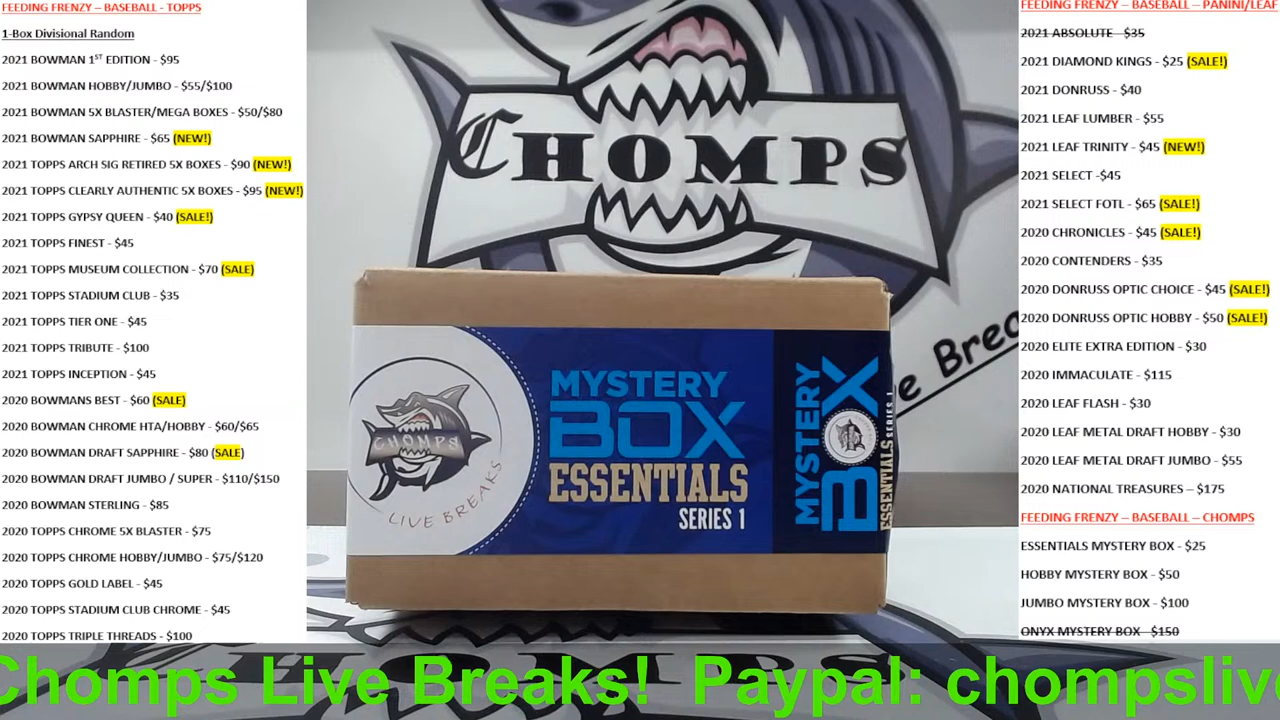 FEEDING FRENZY – BASEBALL - TOPPS
1-Box Divisional Random
2021 BOWMAN 1ST EDITION - $95
2021 BOWMAN HOBBY/JUMBO - $55/$100
2021 BOWMAN 5X BLASTER/MEGA BOXES - $50/$80
2021 BOWMAN SAPPHIRE - $65 (NEW!)
2021 TOPPS ARCH SIG RETIRED 5X BOXES - $90 (NEW!)
2021 TOPPS CLEARLY AUTHENTIC 5X BOXES - $95 (NEW!)
2021 TOPPS GYPSY QUEEN - $40 (SALE!)
2021 TOPPS FINEST - $45
2021 TOPPS MUSEUM COLLECTION - $70 (SALE)
2021 TOPPS STADIUM CLUB - $35
2021 TOPPS TIER ONE - $45
2021 TOPPS TRIBUTE - $100
2021 TOPPS INCEPTION - $45
2020 BOWMANS BEST - $60 (SALE)
2020 BOWMAN CHROME HTA/HOBBY - $60/$65
2020 BOWMAN DRAFT SAPPHIRE - $80 (SALE)
2020 BOWMAN DRAFT JUMBO / SUPER - $110/$150
2020 BOWMAN STERLING - $85
2020 TOPPS CHROME 5X BLASTER - $75
2020 TOPPS CHROME HOBBY/JUMBO - $75/$120
2020 TOPPS GOLD LABEL - $45
2020 TOPPS STADIUM CLUB CHROME - $45
2020 TOPPS TRIPLE THREADS - $100
CHOMPS
e Brea
CHOMPS
LIVE BREAKS
MYSTERY
BOX
ESSENTIALS
SERIES 1
MYSTERY
BOX
ESSENTIALS SERIES 1
FEEDING FRENZY – BASEBALL – PANINI/LEAF
2021 ABSOLUTE - $35
2021 DIAMOND KINGS - $25 (SALE!)
2021 DONRUSS - $40
2021 LEAF LUMBER - $55
2021 LEAF TRINITY - $45 (NEW!)
2021 SELECT -$45
2021 SELECT FOTL - $65 (SALE!)
2020 CHRONICLES - $45 (SALE!)
2020 CONTENDERS - $35
2020 DONRUSS OPTIC CHOICE - $45 (SALE!)
2020 DONRUSS OPTIC HOBBY - $50 (SALE!)
2020 ELITE EXTRA EDITION - $30
2020 IMMACULATE - $115
2020 LEAF FLASH - $30
2020 LEAF METAL DRAFT HOBBY - $30
2020 LEAF METAL DRAFT JUMBO - $55
2020 NATIONAL TREASURES – $175
FEEDING FRENZY – BASEBALL – CHOMPS
ESSENTIALS MYSTERY BOX - $25
HOBBY MYSTERY BOX - $50
JUMBO MYSTERY BOX - $100
ONYX MYSTERY BOX - $150
Chomps Live Breaks! Paypal: chompslive